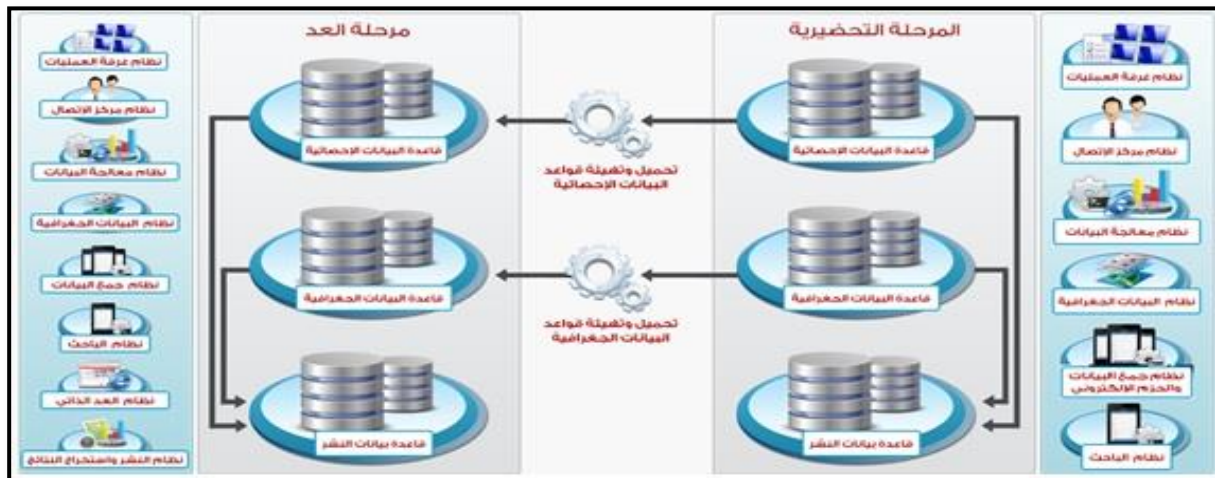 المرحلة التحضيرية
مرحلة العد
نظام غرفة العمليات
نظام مركز الإتصال
نظام معالجة البيانات
نظام البيانات الجغرافية
نظام جمع البيانات
والحزم الإلكتروني
نظام الباحث
قاعدة البيانات الإحصائية
قاعدة البيانات الجغرافية
قاعدة بيانات النشر
تحميل وتهيئة قواعد
البيانات الإحصائية
تحميل وتهيئة قواعد
البيانات الجغرافية
قاعدة البيانات الإحصائية
قاعدة البيانات الجغرافية
قاعدة بيانات النشر
نظام غرفة العمليات
نظام مركز الإتصال
نظام معالجة البيانات
نظام البيانات الجغرافية
نظام جمع البيانات
نظام الباحث
نظام العد الذاتي
نظام النشر واستخراج النتائج